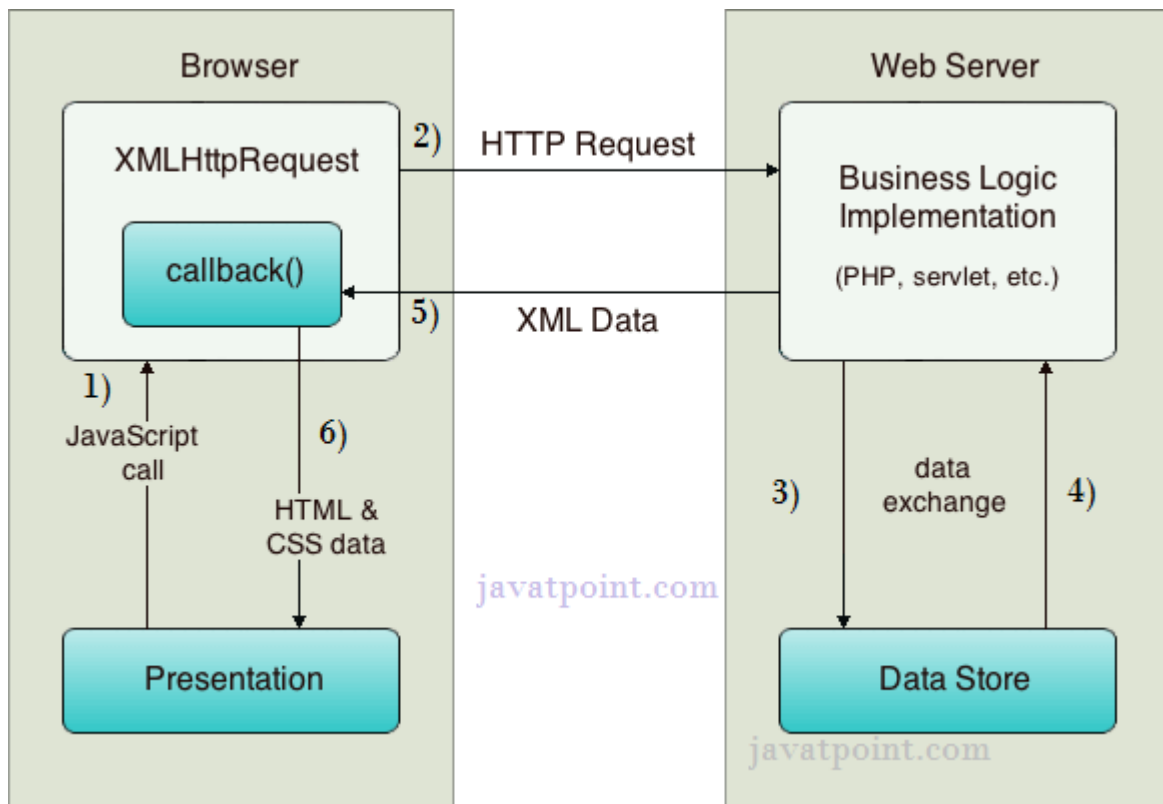 Browser
Web Server
XMLHttpRequest
callback()
2)
HTTP Request
Business Logic
Implementation
(PHP, servlet, etc.)
5)
XML Data
1)
JavaScript
call
6)
HTML &
CSS data
3)
data
exchange
4)
javatpoint.com
Presentation
Data Store
javatpoint.com